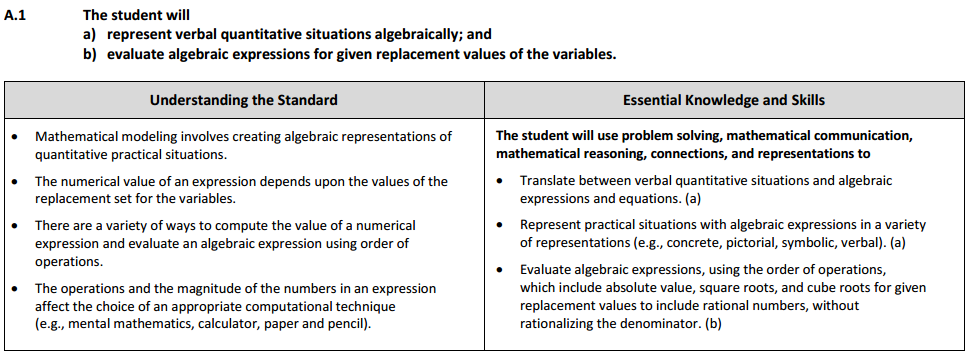 A.1 The student will
a) represent verbal quantitative situations algebraically; and
b) evaluate algebraic expressions for given replacement values of the variables.
Understanding the Standard
• Mathematical modeling involves creating algebraic representations of
quantitative practical situations.
• The numerical value of an expression depends upon the values of the
replacement set for the variables.
• There are a variety of ways to compute the value of a numerical
expression and evaluate an algebraic expression using order of
operations.
• The operations and the magnitude of the numbers in an expression
affect the choice of an appropriate computational technique
(e.g., mental mathematics, calculator, paper and pencil).
Essential Knowledge and Skills
The student will use problem solving, mathematical communication,
mathematical reasoning, connections, and representations to
• Translate between verbal quantitative situations and algebraic
expressions and equations. (a)
• Represent practical situations with algebraic expressions in a variety
of representations (e.g., concrete, pictorial, symbolic, verbal). (a)
• Evaluate algebraic expressions, using the order of operations,
which include absolute value, square roots, and cube roots for given
replacement values to include rational numbers, without
rationalizing the denominator. (b)